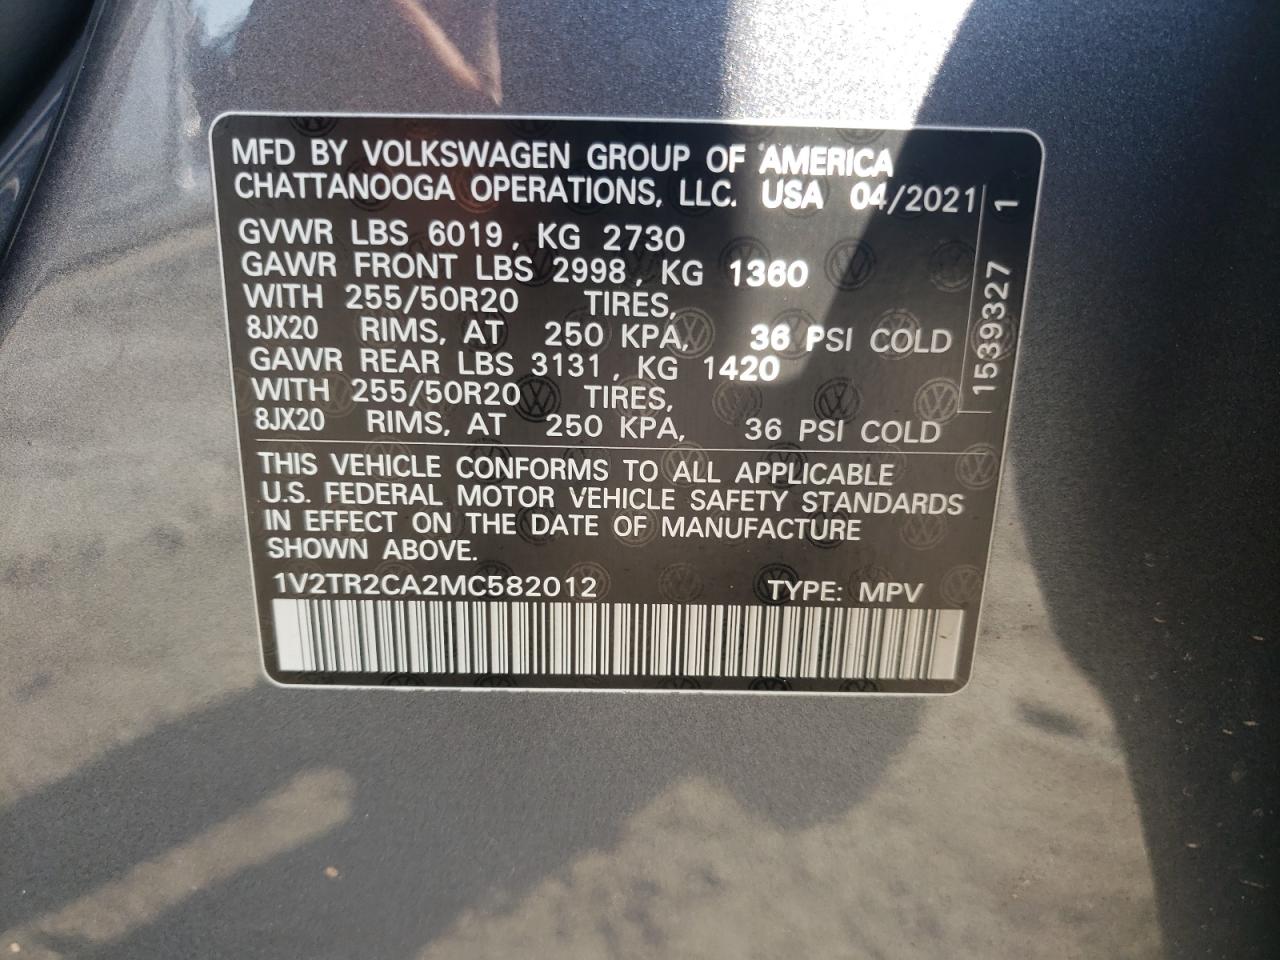 MFD BY VOLKSWAGEN GROUP OF AMERICA
CHATTANOOGA OPERATIONS, LLC. USA 04/2021
GVWR LBS 6019, KG 2730
GAWR FRONT LBS 2998, KG 1360
WITH 255/50R20 TIRES,
8JX20 RIMS, AT 250 KPA, 36 PSI COLD
GAWR REAR LBS 3131, KG 1420
WITH 255/50R20 TIRES,
8JX20 RIMS, AT 250 KPA, 36 PSI COLD
1539327 1
THIS VEHICLE CONFORMS TO ALL APPLICABLE
U.S. FEDERAL MOTOR VEHICLE SAFETY STANDARDS
IN EFFECT ON THE DATE OF MANUFACTURE
SHOWN ABOVE.
1V2TR2CA2MC582012 TYPE: MPV